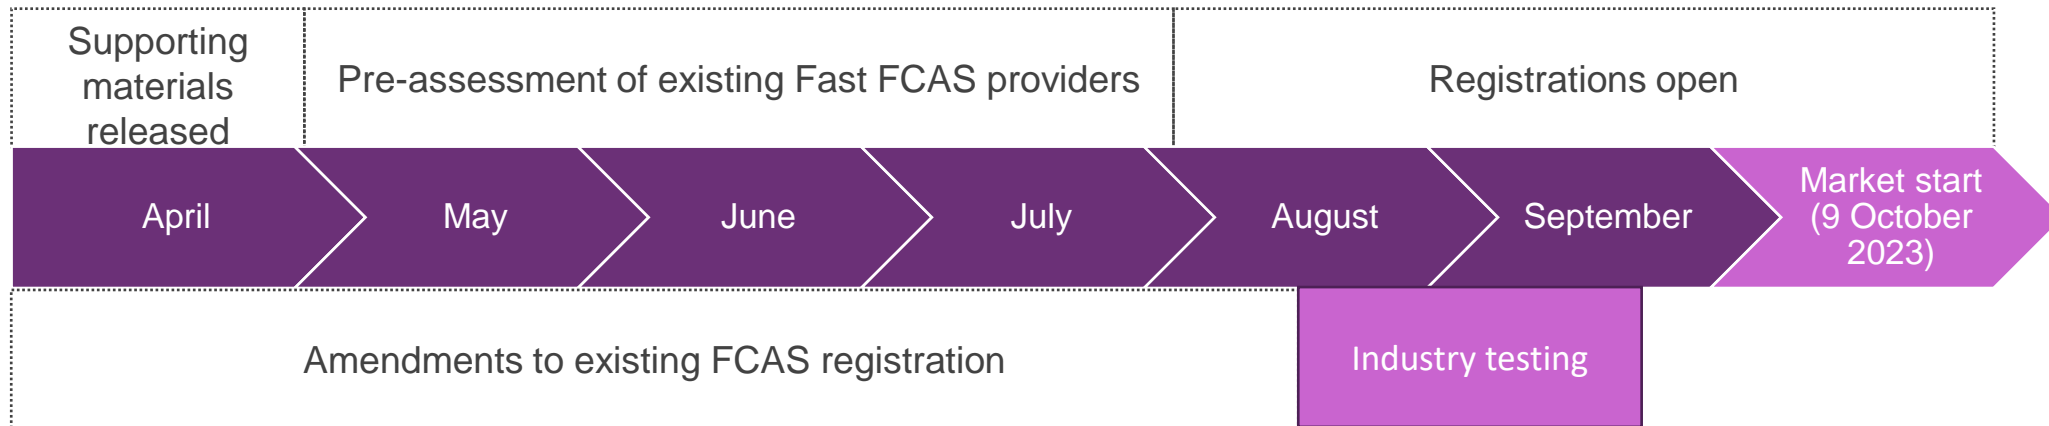 Supporting
materials
released
Pre-assessment of existing Fast FCAS providers
Registrations open
April
May
June
July
August
September
Market start
(9 October
2023)
Amendments to existing FCAS registration
Industry testing